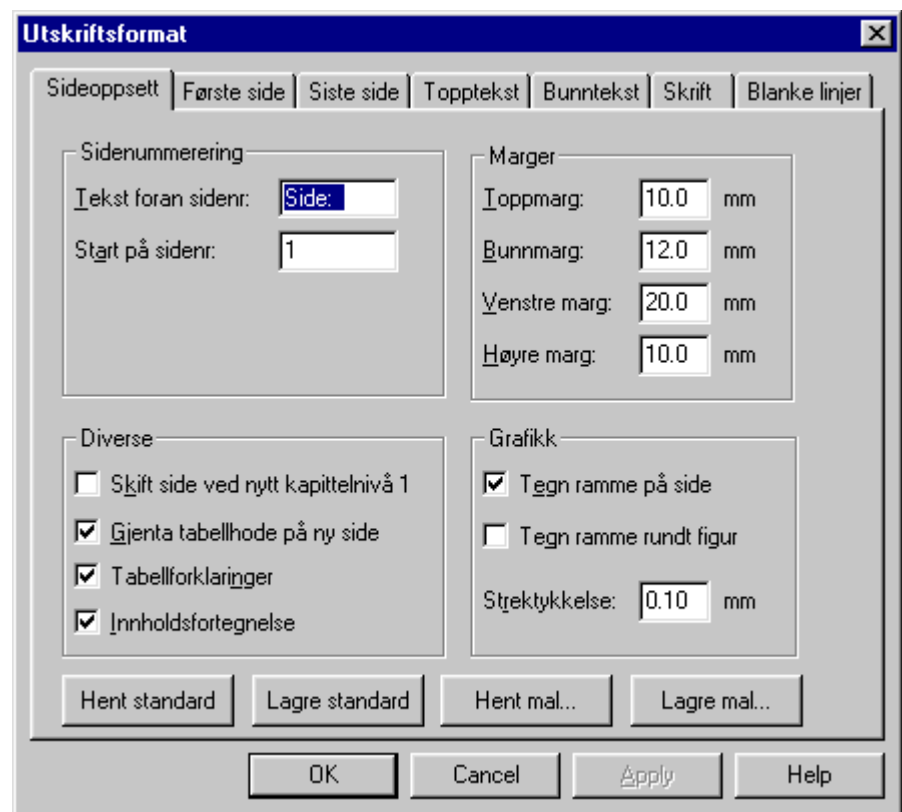 Utskriftsformat
Sideoppsett Første side Siste side Topptekst Bunntekst Skrift Blanke linjer
Sidenummerering
Tekst foran sidenr: Side:
Start på sidenr: 1
Marger
Toppmarg: 10.0 mm
Bunnmarg: 12.0 mm
Venstre marg: 20.0 mm
Høyre marg: 10.0 mm
Diverse
Skift side ved nytt kapittelnivå 1
Gjenta tabellhode på ny side
Tabellforklaringer
Innholdsfortegnelse
Grafikk
Tegn ramme på side
Tegn ramme rundt figur
Strektykkelse: 0.10 mm
Hent standard Lagre standard Hent mal... Lagre mal...
OK Cancel Apply Help